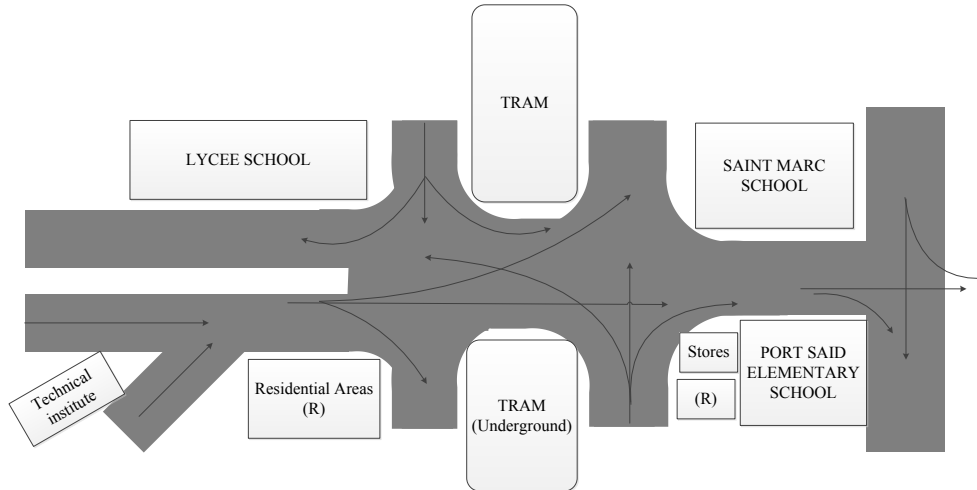 TRAM
LYCEE SCHOOL
SAINT MARC
SCHOOL
Technical
institute
Residential Areas
(R)
TRAM
(Underground)
Stores
(R)
PORT SAID
ELEMENTARY
SCHOOL